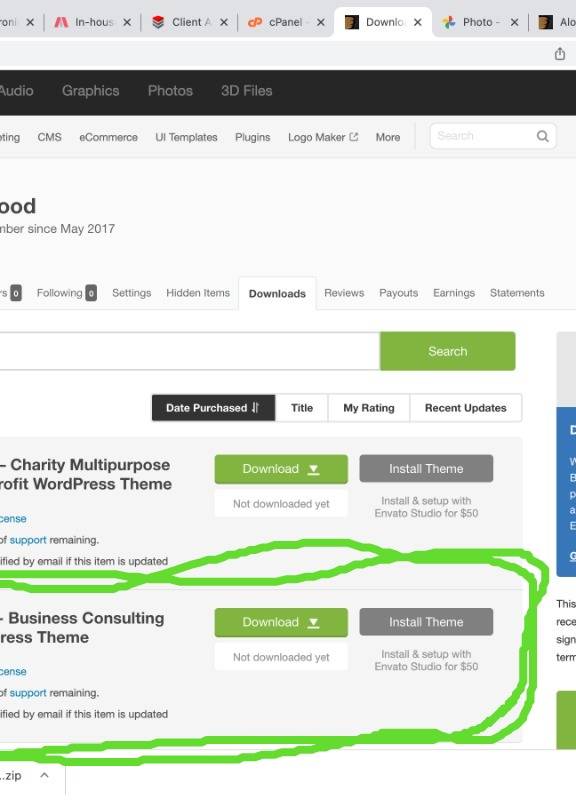 In-hous
Client A
cPanel -
Downlo
Photo -
Alo
Audio Graphics Photos 3D Files
eting CMS eCommerce UI Templates Plugins Logo Maker More Search
ood
mber since May 2017
rs 0 Following 0 Settings Hidden Items Downloads Reviews Payouts Earnings Statements
Search
Date Purchased Title My Rating Recent Updates
– Charity Multipurpose
rofit WordPress Theme
Download
Install Theme
Not downloaded yet
Install & setup with
Envato Studio for $50
cense
of support remaining.
ified by email if this item is updated
- Business Consulting
ress Theme
Download
Install Theme
Not downloaded yet
Install & setup with
Envato Studio for $50
cense
of support remaining.
ified by email if this item is updated
This
rece
sign
term
...zip